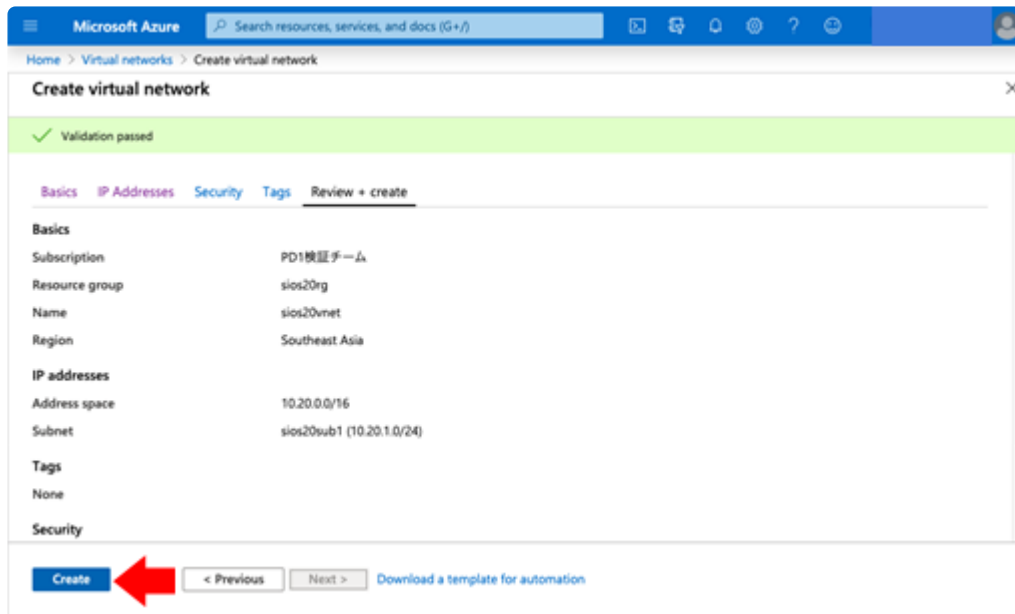 Microsoft Azure Search resources, services, and docs (G+/) ?
Home > Virtual networks > Create virtual network
Create virtual network
Validation passed
Basics IP Addresses Security Tags Review + create
Basics
Subscription PD1検証チーム
Resource group sios20rg
Name sios20vnet
Region Southeast Asia
IP addresses
Address space 10.20.0.0/16
Subnet sios20sub1 (10.20.1.0/24)
Tags
None
Security
Create < Previous Next > Download a template for automation